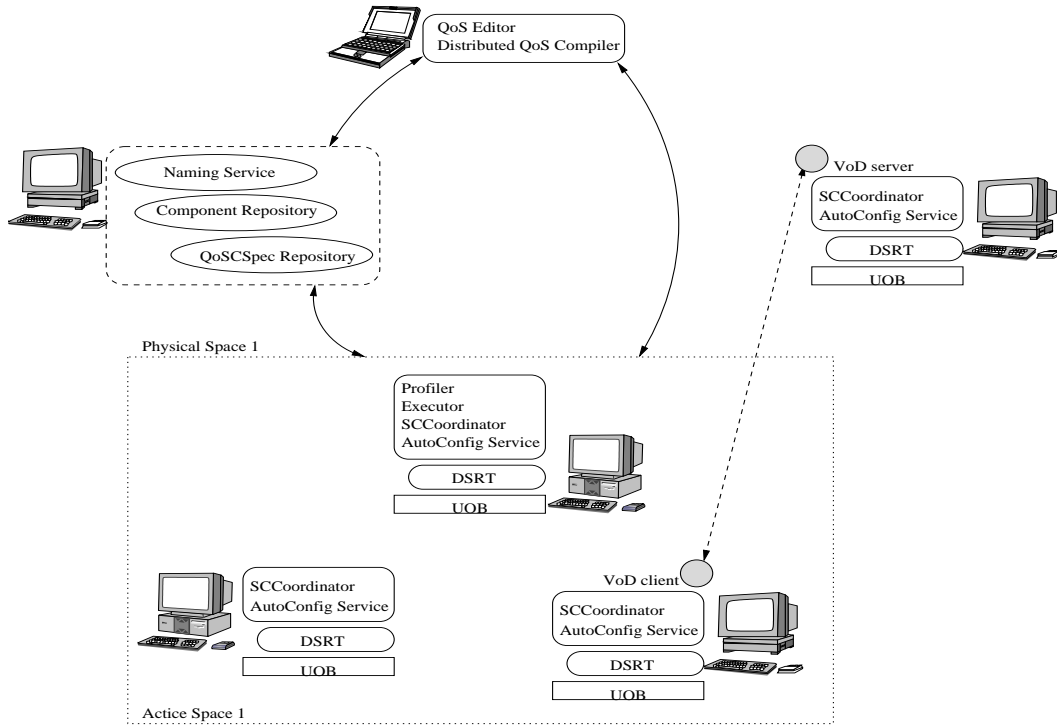 QoS Editor
Distributed QoS Compiler
Naming Service
Component Repository
QoSCSpec Repository
VoD server
SCCoordinator
AutoConfig Service
DSRT
UOB
Physical Space 1
Profiler
Executor
SCCoordinator
AutoConfig Service
DSRT
UOB
SCCoordinator
AutoConfig Service
DSRT
UOB
VoD client
SCCoordinator
AutoConfig Service
DSRT
UOB
Actice Space 1